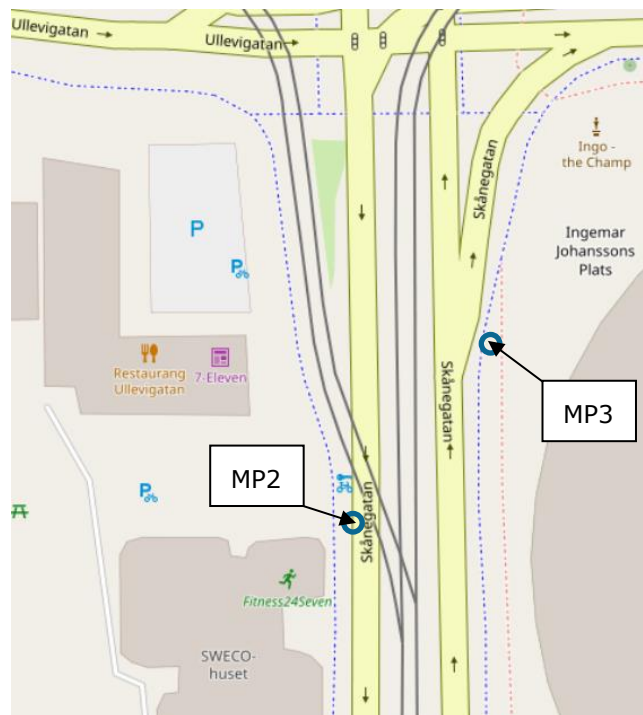 Ullevigatan
Ullevigatan
Skånegatan
Ingo -
the Champ
Ingemar
Johanssons
Plats
P
P
Restaurang
Ullevigatan
7-Eleven
Skånegatan
MP3
MP2
P
Skånegatan
Fitness24Seven
SWECO-
huset